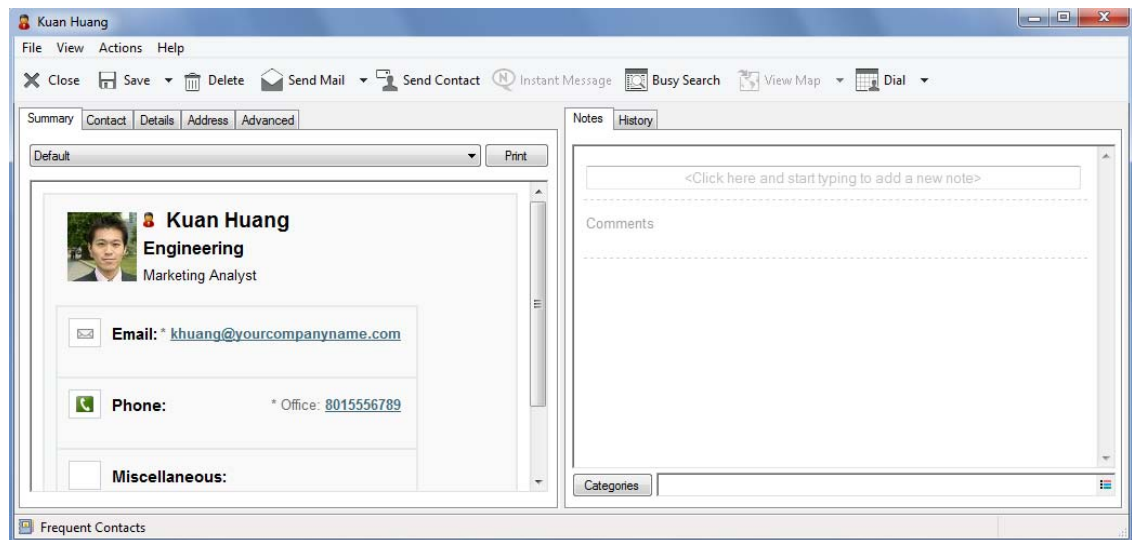 Kuan Huang
File View Actions Help
Close Save Delete Send Mail Send Contact Instant Message Busy Search View Map Dial
Summary Contact Details Address Advanced
Notes History
Default Print
<Click here and start typing to add a new note>
Comments
Kuan Huang
Engineering
Marketing Analyst
Email: * khuang@yourcompanyname.com
Phone: * Office: 8015556789
Miscellaneous:
Categories
Frequent Contacts